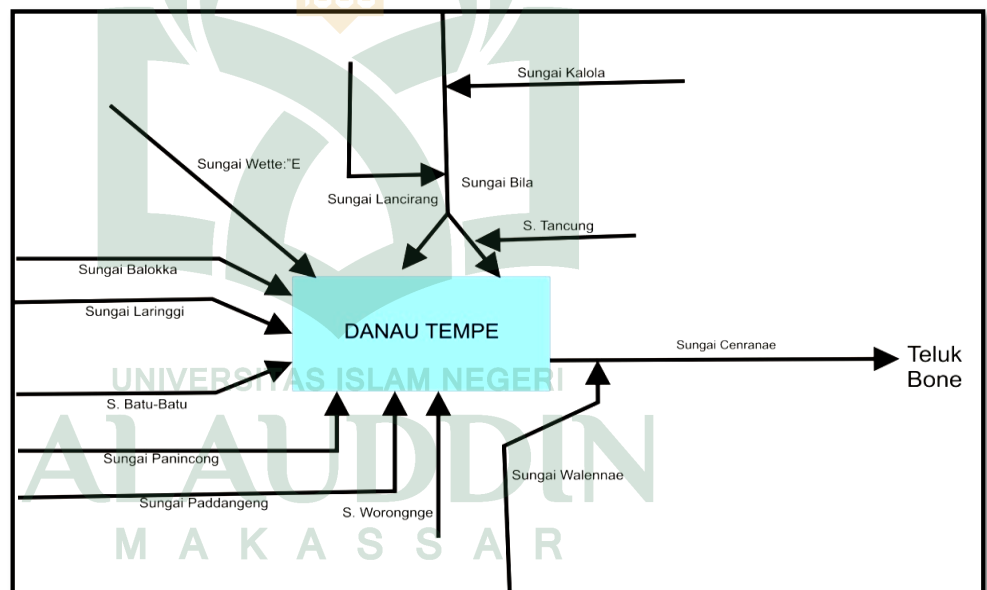 Sungai Kalola
Sungai Wette:"E
Sungai Bila
Sungai Lancirang
S. Tancung
Sungai Balokka
Sungai Laringgi
DANAU TEMPE
Sungai Cenranae
Teluk
Bone
UNIVERSITAS ISLAM NEGERI
S. Batu-Batu
ALAUDDIN
Sungai Panincong
Sungai Walennae
Sungai Paddangeng
S. Worongnge
MAKASSAR